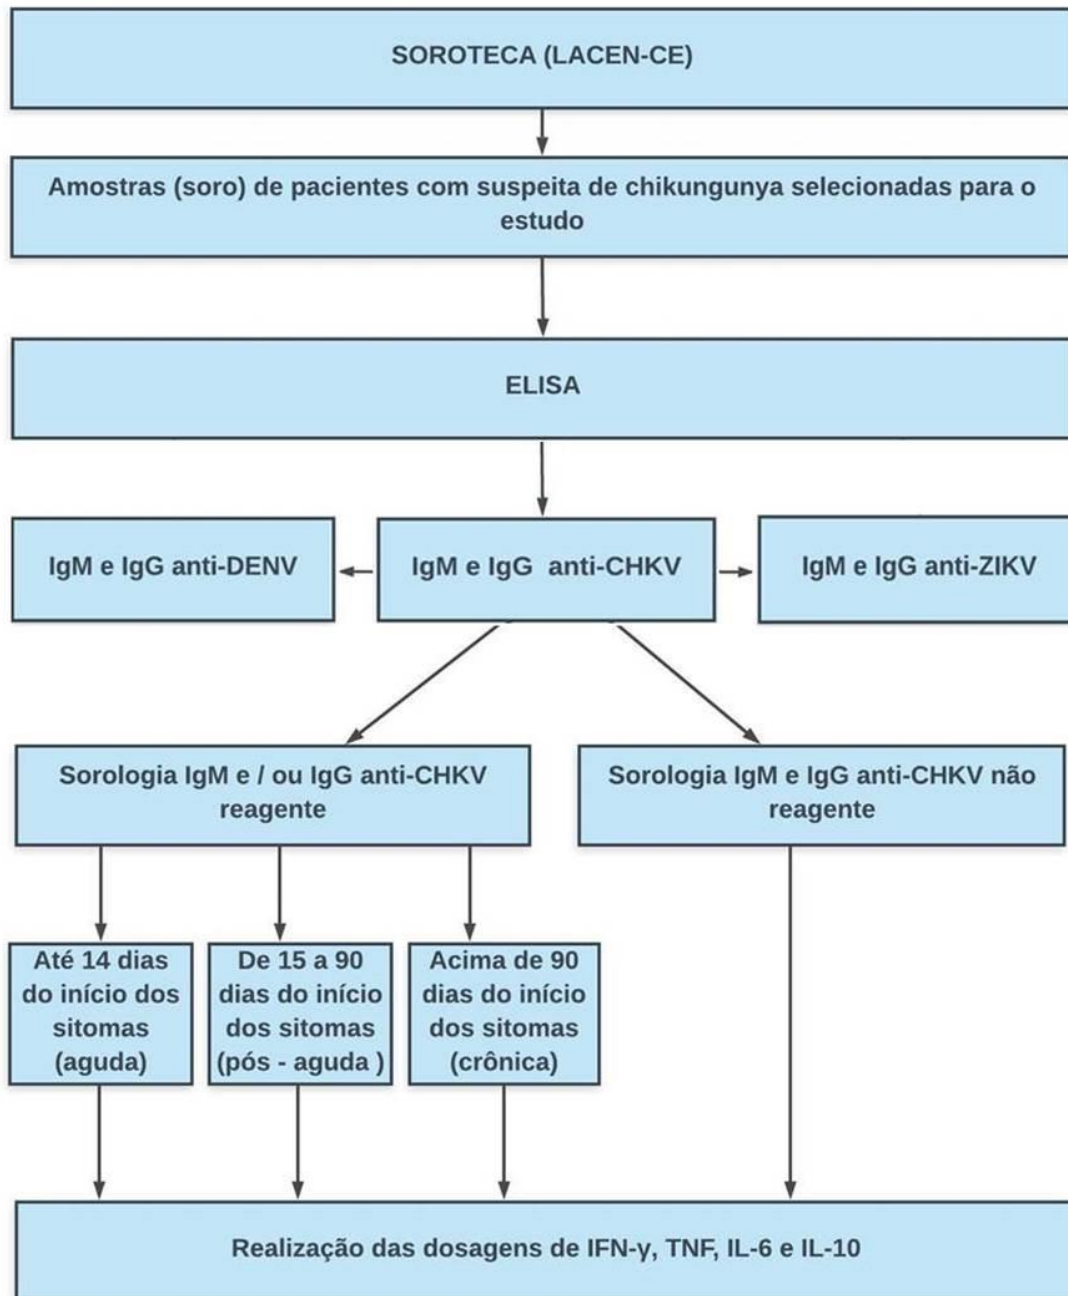 SOROTECA (LACEN-CE)
Amostras (soro) de pacientes com suspeita de chikungunya selecionadas para o
estudo
ELISA
IgM e IgG anti-DENV
IgM e IgG anti-CHKV
IgM e IgG anti-ZIKV
Sorologia IgM e / ou IgG anti-CHKV
reagente
Sorologia IgM e IgG anti-CHKV não
reagente
Até 14 dias
do início dos
sitomas
(aguda)
De 15 a 90
dias do início
dos sitomas
(pós - aguda )
Acima de 90
dias do início
dos sitomas
(crônica)
Realização das dosagens de IFN-γ, TNF, IL-6 e IL-10